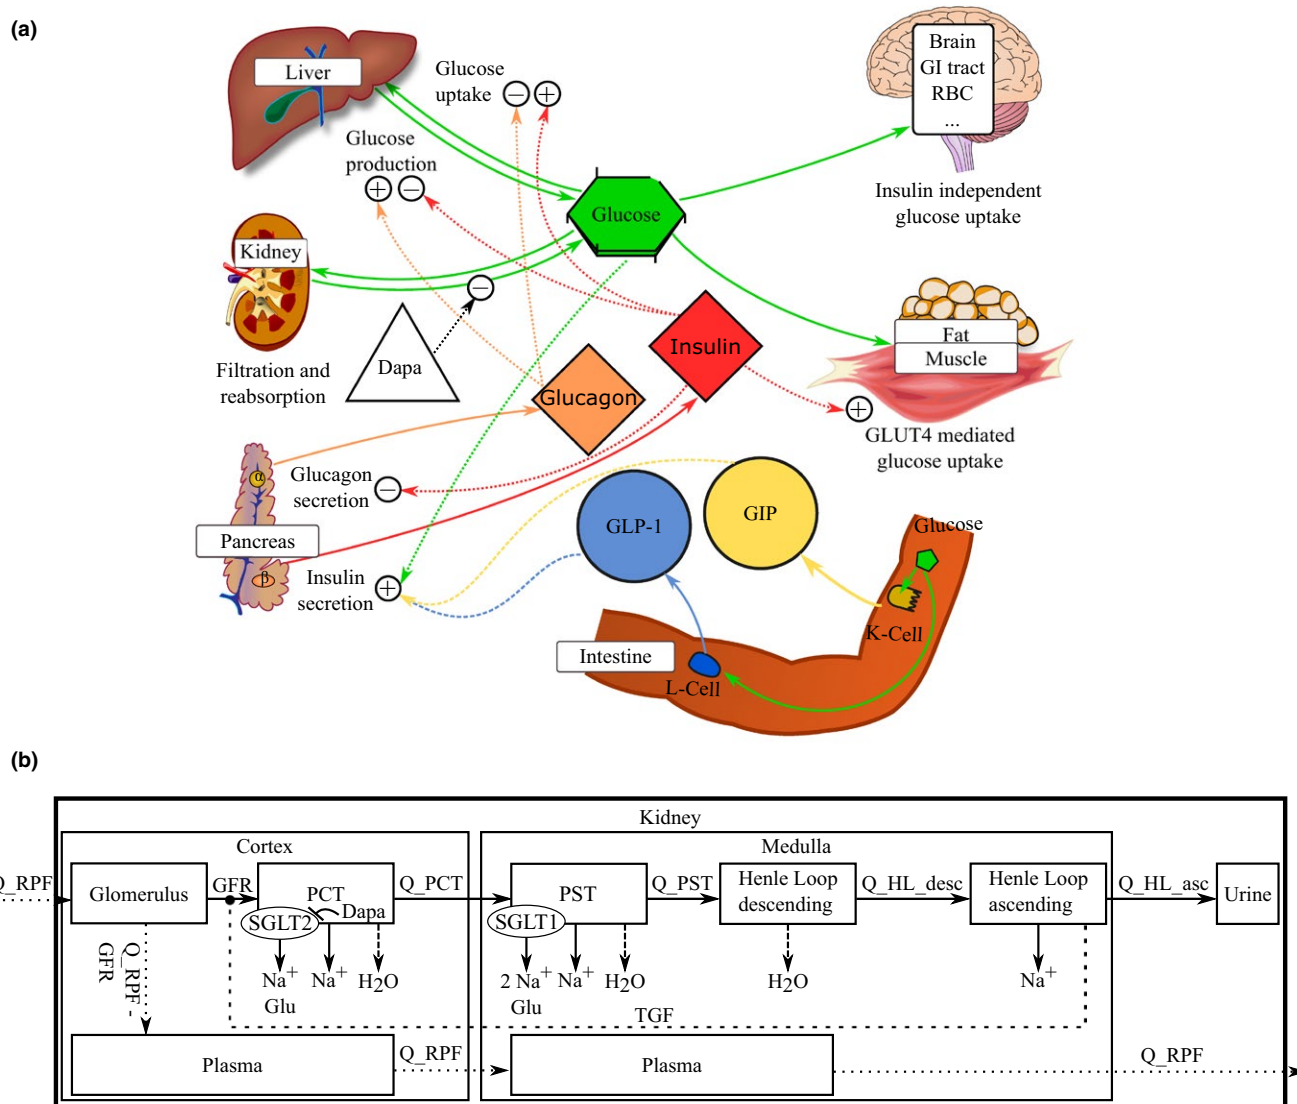 (a)
Liver
Glucose
uptake
− +
Brain
GI tract
RBC
...
Glucose
production
+ −
Insulin independent
glucose uptake
Glucose
Kidney
−
Filtration and
reabsorption
Dapa
Insulin
Fat
Muscle
Glucagon
+
GLUT4 mediated
glucose uptake
α
Glucagon
secretion
−
Pancreas
β
Insulin
secretion
+
GLP-1
GIP
Glucose
K-Cell
Intestine
L-Cell
(b)
Kidney
Cortex
Medulla
Q_RPF
Glomerulus
GFR
PCT
SGLT2
Dapa
Q_PCT
PST
SGLT1
Q_PST
Henle Loop
descending
Q_HL_desc
Henle Loop
ascending
Q_HL_asc
Urine
Q_RPF -
GFR
Na+
Glu
Na+
H2O
2 Na+
Glu
Na+
H2O
H2O
Na+
TGF
Plasma
Q_RPF
Plasma
Q_RPF